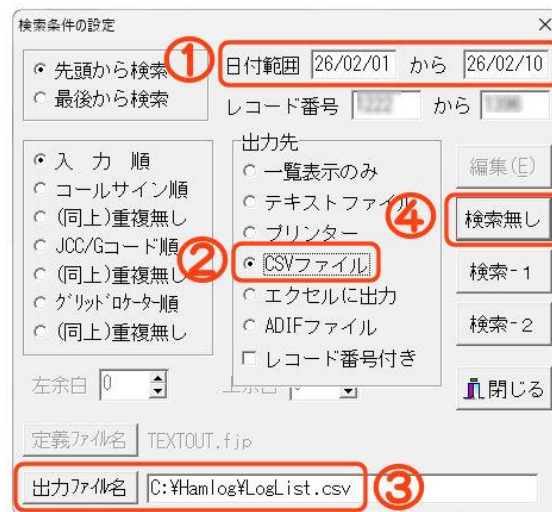 検索条件の設定
①
先頭から検索
最後から検索
日付範囲 26/02/01 から 26/02/10
レコード番号 から
入 力 順
コールサイン順
(同上)重複無し
JCC/Gコード順
(同上)重複無し
グリッドロケーター順
(同上)重複無し
出力先
一覧表示のみ
テキストファイル
プリンター
② CSVファイル
エクセルに出力
ADIFファイル
レコード番号付き
編集(E)
④ 検索無し
検索-1
検索-2
閉じる
左余白 0
定義ファイル名 TEXTOUT.fjp
出力ファイル名 C:¥Hamlog¥LogList.csv ③